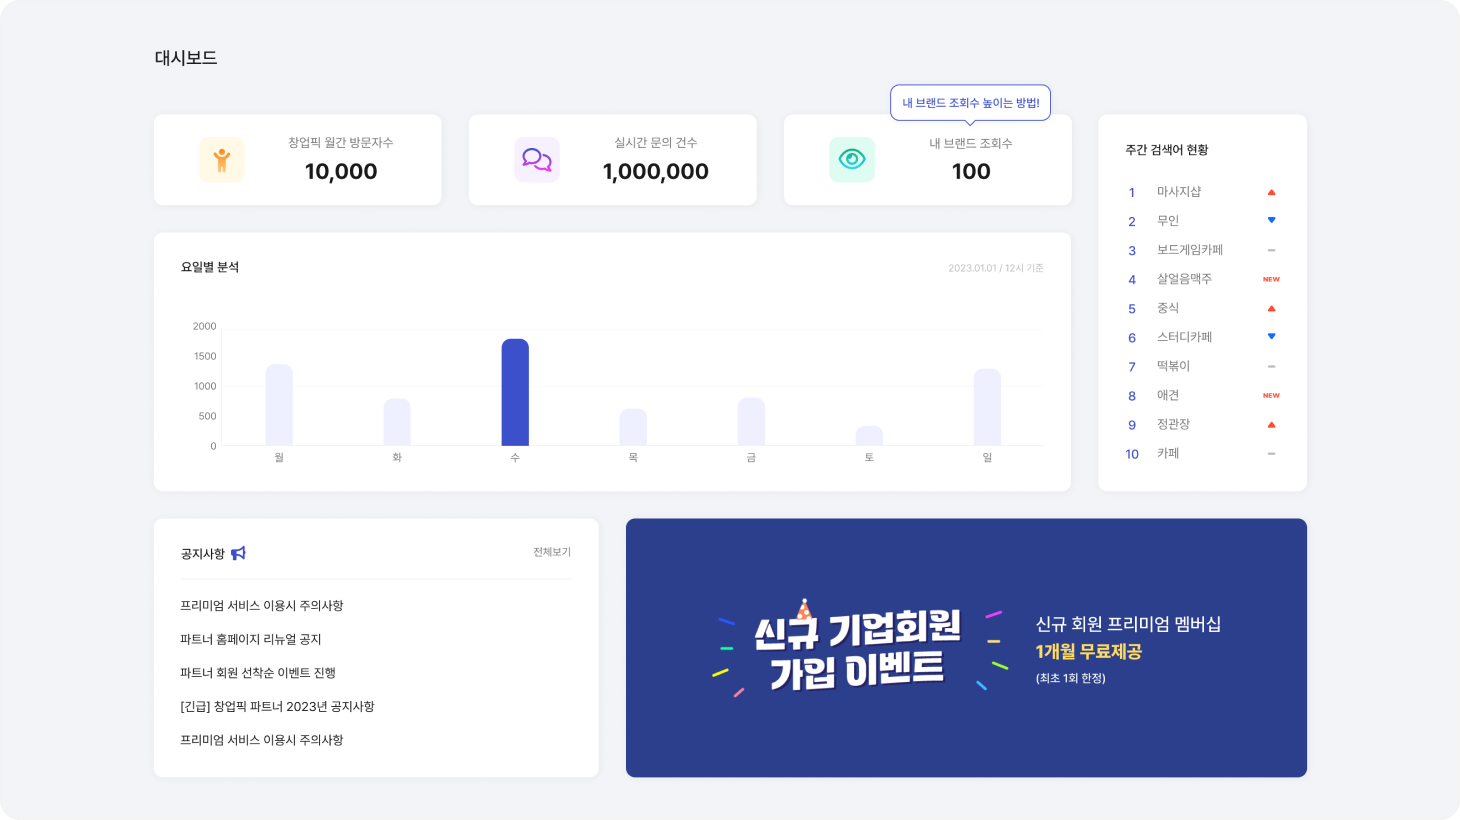 대시보드
내 브랜드 조회수 높이는 방법!
창업픽 월간 방문자수
10,000
실시간 문의 건수
1,000,000
내 브랜드 조회수
100
요일별 분석
2023.01.01 / 12시 기준
2000
1500
1000
500
0
월 화 수 목 금 토 일
주간 검색어 현황
1 마사지샵
2 무인
3 보드게임카페
4 살얼음맥주 NEW
5 중식
6 스터디카페
7 떡볶이
8 애견 NEW
9 정관장
10 카페
공지사항 전체보기
프리미엄 서비스 이용시 주의사항
파트너 홈페이지 리뉴얼 공지
파트너 회원 선착순 이벤트 진행
[긴급] 창업픽 파트너 2023년 공지사항
프리미엄 서비스 이용시 주의사항
신규 기업회원
가입 이벤트
신규 회원 프리미엄 멤버십
1개월 무료제공
(최초 1회 한정)